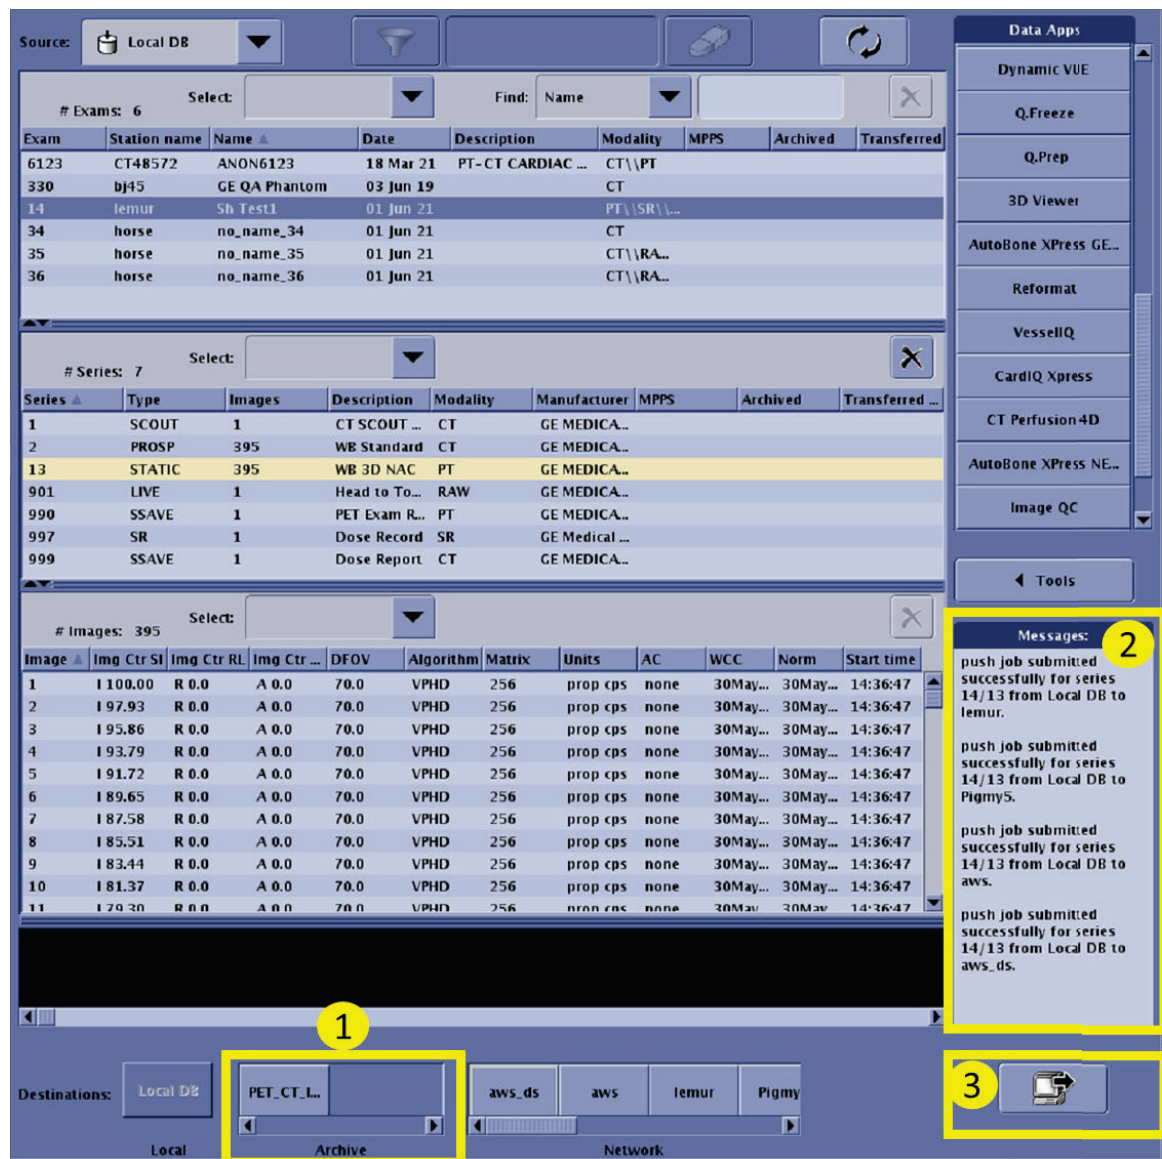 Source: Local DB
# Exams: 6 Select: Find: Name
Exam Station name Name Date Description Modality MPPS Archived Transferred
6123 CT48572 ANON6123 18 Mar 21 PT-CT CARDIAC ... CT\\PT
330 bj45 GE QA Phantom 03 Jun 19 CT
14 lemur Sh Test1 01 Jun 21 PT\\SR\\...
34 horse no_name_34 01 Jun 21 CT
35 horse no_name_35 01 Jun 21 CT\\RA...
36 horse no_name_36 01 Jun 21 CT\\RA...
# Series: 7 Select:
Series Type Images Description Modality Manufacturer MPPS Archived Transferred ...
1 SCOUT 1 CT SCOUT ... CT GE MEDICA...
2 PROSP 395 WB Standard CT GE MEDICA...
13 STATIC 395 WB 3D NAC PT GE MEDICA...
901 LIVE 1 Head to To... RAW GE MEDICA...
990 SSAVE 1 PET Exam R... PT GE MEDICA...
997 SR 1 Dose Record SR GE Medical ...
999 SSAVE 1 Dose Report CT GE MEDICA...
# Images: 395 Select:
Image Img Ctr SI Img Ctr RL Img Ctr ... DFOV Algorithm Matrix Units AC WCC Norm Start time
1 I 100.00 R 0.0 A 0.0 70.0 VPHD 256 prop cps none 30May... 30May... 14:36:47
2 I 97.93 R 0.0 A 0.0 70.0 VPHD 256 prop cps none 30May... 30May... 14:36:47
3 I 95.86 R 0.0 A 0.0 70.0 VPHD 256 prop cps none 30May... 30May... 14:36:47
4 I 93.79 R 0.0 A 0.0 70.0 VPHD 256 prop cps none 30May... 30May... 14:36:47
5 I 91.72 R 0.0 A 0.0 70.0 VPHD 256 prop cps none 30May... 30May... 14:36:47
6 I 89.65 R 0.0 A 0.0 70.0 VPHD 256 prop cps none 30May... 30May... 14:36:47
7 I 87.58 R 0.0 A 0.0 70.0 VPHD 256 prop cps none 30May... 30May... 14:36:47
8 I 85.51 R 0.0 A 0.0 70.0 VPHD 256 prop cps none 30May... 30May... 14:36:47
9 I 83.44 R 0.0 A 0.0 70.0 VPHD 256 prop cps none 30May... 30May... 14:36:47
10 I 81.37 R 0.0 A 0.0 70.0 VPHD 256 prop cps none 30May... 30May... 14:36:47
11 I 79.30 R 0.0 A 0.0 70.0 VPHD 256 prop cps none 30May 30May 14:36:47
1
Destinations: Local DB PET_CT_I... aws_ds aws lemur Pigmy
Local Archive Network
Data Apps
Dynamic VUE
Q.Freeze
Q.Prep
3D Viewer
AutoBone XPress GE...
Reformat
VessellQ
CardIQ Xpress
CT Perfusion 4D
AutoBone XPress NE...
Image QC
Tools
Messages: 2
push job submitted
successfully for series
14/13 from Local DB to
lemur.
push job submitted
successfully for series
14/13 from Local DB to
Pigmy5.
push job submitted
successfully for series
14/13 from Local DB to
aws.
push job submitted
successfully for series
14/13 from Local DB to
aws_ds.
3